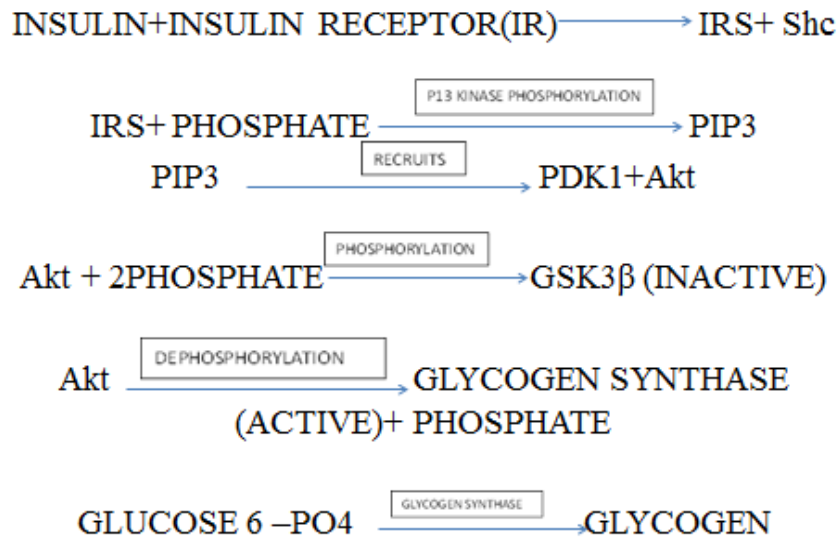 INSULIN+INSULIN RECEPTOR(IR) IRS+ Shc
P13 KINASE PHOSPHORYLATION
IRS+ PHOSPHATE PIP3
RECRUITS
PIP3 PDK1+Akt
PHOSPHORYLATION
Akt + 2PHOSPHATE GSK3β (INACTIVE)
DEPHOSPHORYLATION
Akt GLYCOGEN SYNTHASE
(ACTIVE)+ PHOSPHATE
GLYCOGEN SYNTHASE
GLUCOSE 6 –PO4 GLYCOGEN